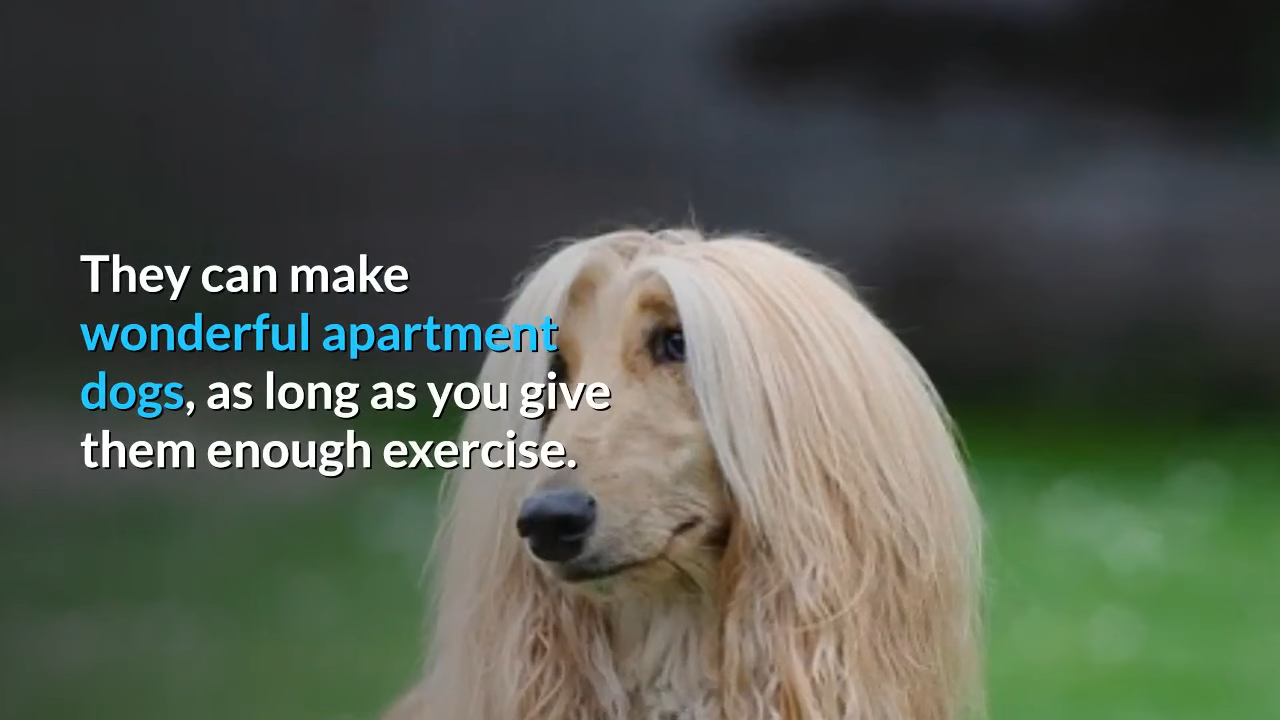 They can make
wonderful apartment
dogs, as long as you give
them enough exercise.